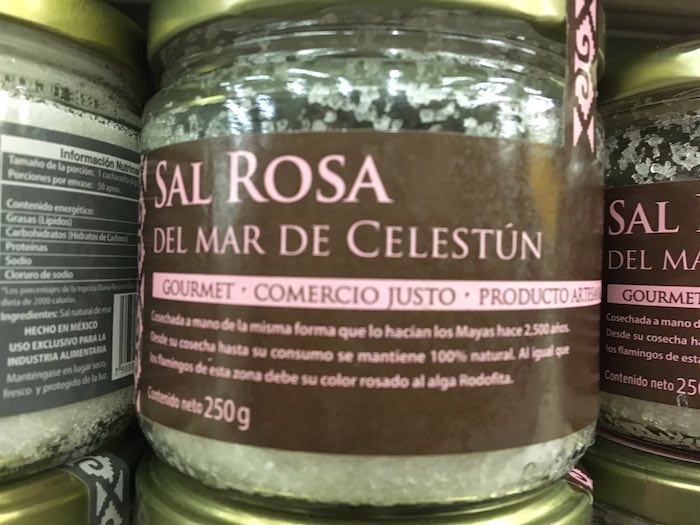 SAL ROSA
DEL MAR DE CELESTÚN
GOURMET · COMERCIO JUSTO · PRODUCTO
Cosechada a mano de la misma forma que lo hacían los Mayas hace 2,500 años.
Desde su cosecha hasta su consumo se mantiene 100% natural. Al igual que
los flamingos de esta zona debe su color rosado al alga Rodofita.
Contenido neto 250g
Información
Tamaño de la porción: 1
Porciones por envase: 50 aprox.
Contenido energético:
Grasas (Lípidos)
Carbohidratos (Hidratos de Carbono)
Proteínas
Sodio
Cloruro de sodio
*Los porcentajes de la Ingesta Diaria
dieta de 2000 calorías.
Ingredientes: Sal natural de mar
HECHO EN MÉXICO
USO EXCLUSIVO PARA LA
INDUSTRIA ALIMENTARIA
Manténgase en lugar seco,
fresco y protegido de la luz
SAL
DEL
GOURMET
Cosechada a mano
Desde su cosecha
los flamingos de esta
Contenido neto